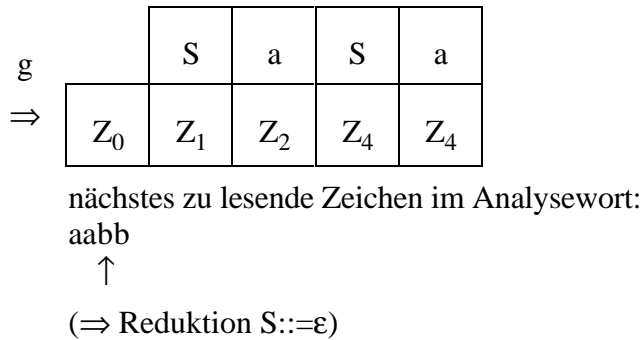 S a S a
g
⇒ Z₀ Z₁ Z₂ Z₄ Z₄
nächstes zu lesende Zeichen im Analysewort:
aabb
↑
(⇒ Reduktion S::=ε)